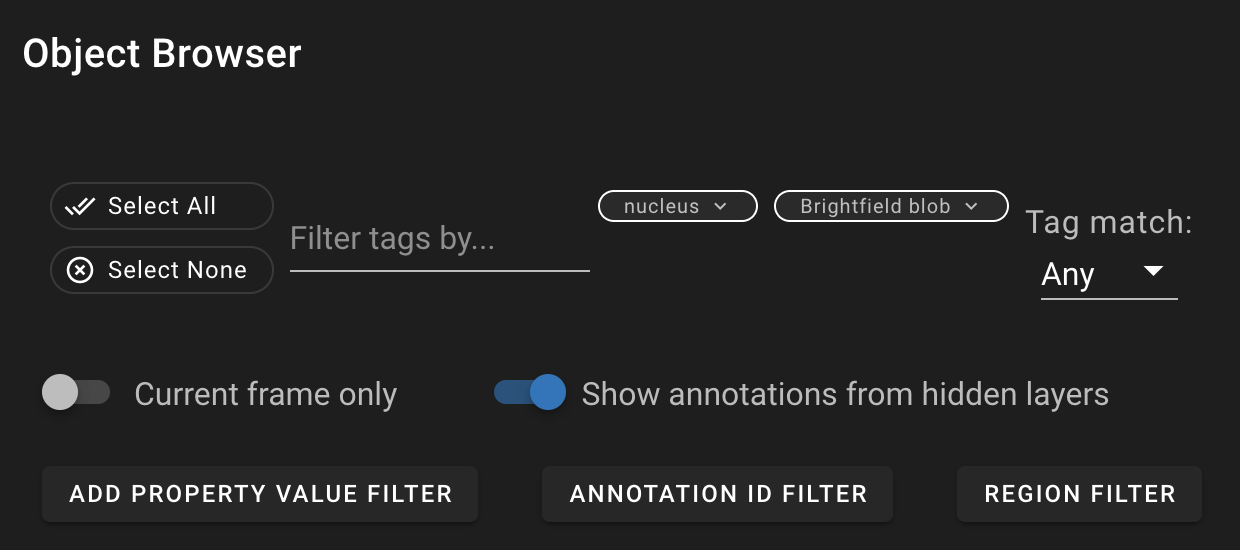 Object Browser
Select All
Select None
Filter tags by...
nucleus
Brightfield blob
Tag match:
Any
Current frame only
Show annotations from hidden layers
ADD PROPERTY VALUE FILTER
ANNOTATION ID FILTER
REGION FILTER